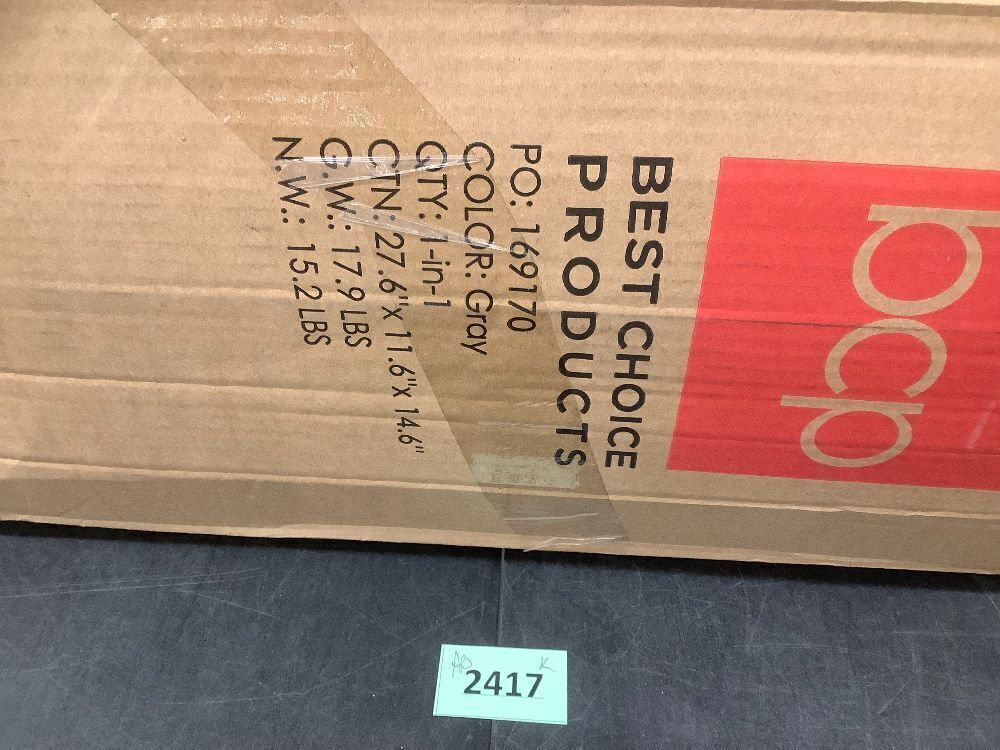 bcp
BEST CHOICE
PRODUCTS
PO: 169170
COLOR: Gray
QTY: 1-in-1
CTN: 27.6"x 11.6"x 14.6"
G.W.: 17.9 LBS
N.W.: 15.2 LBS
K
2417